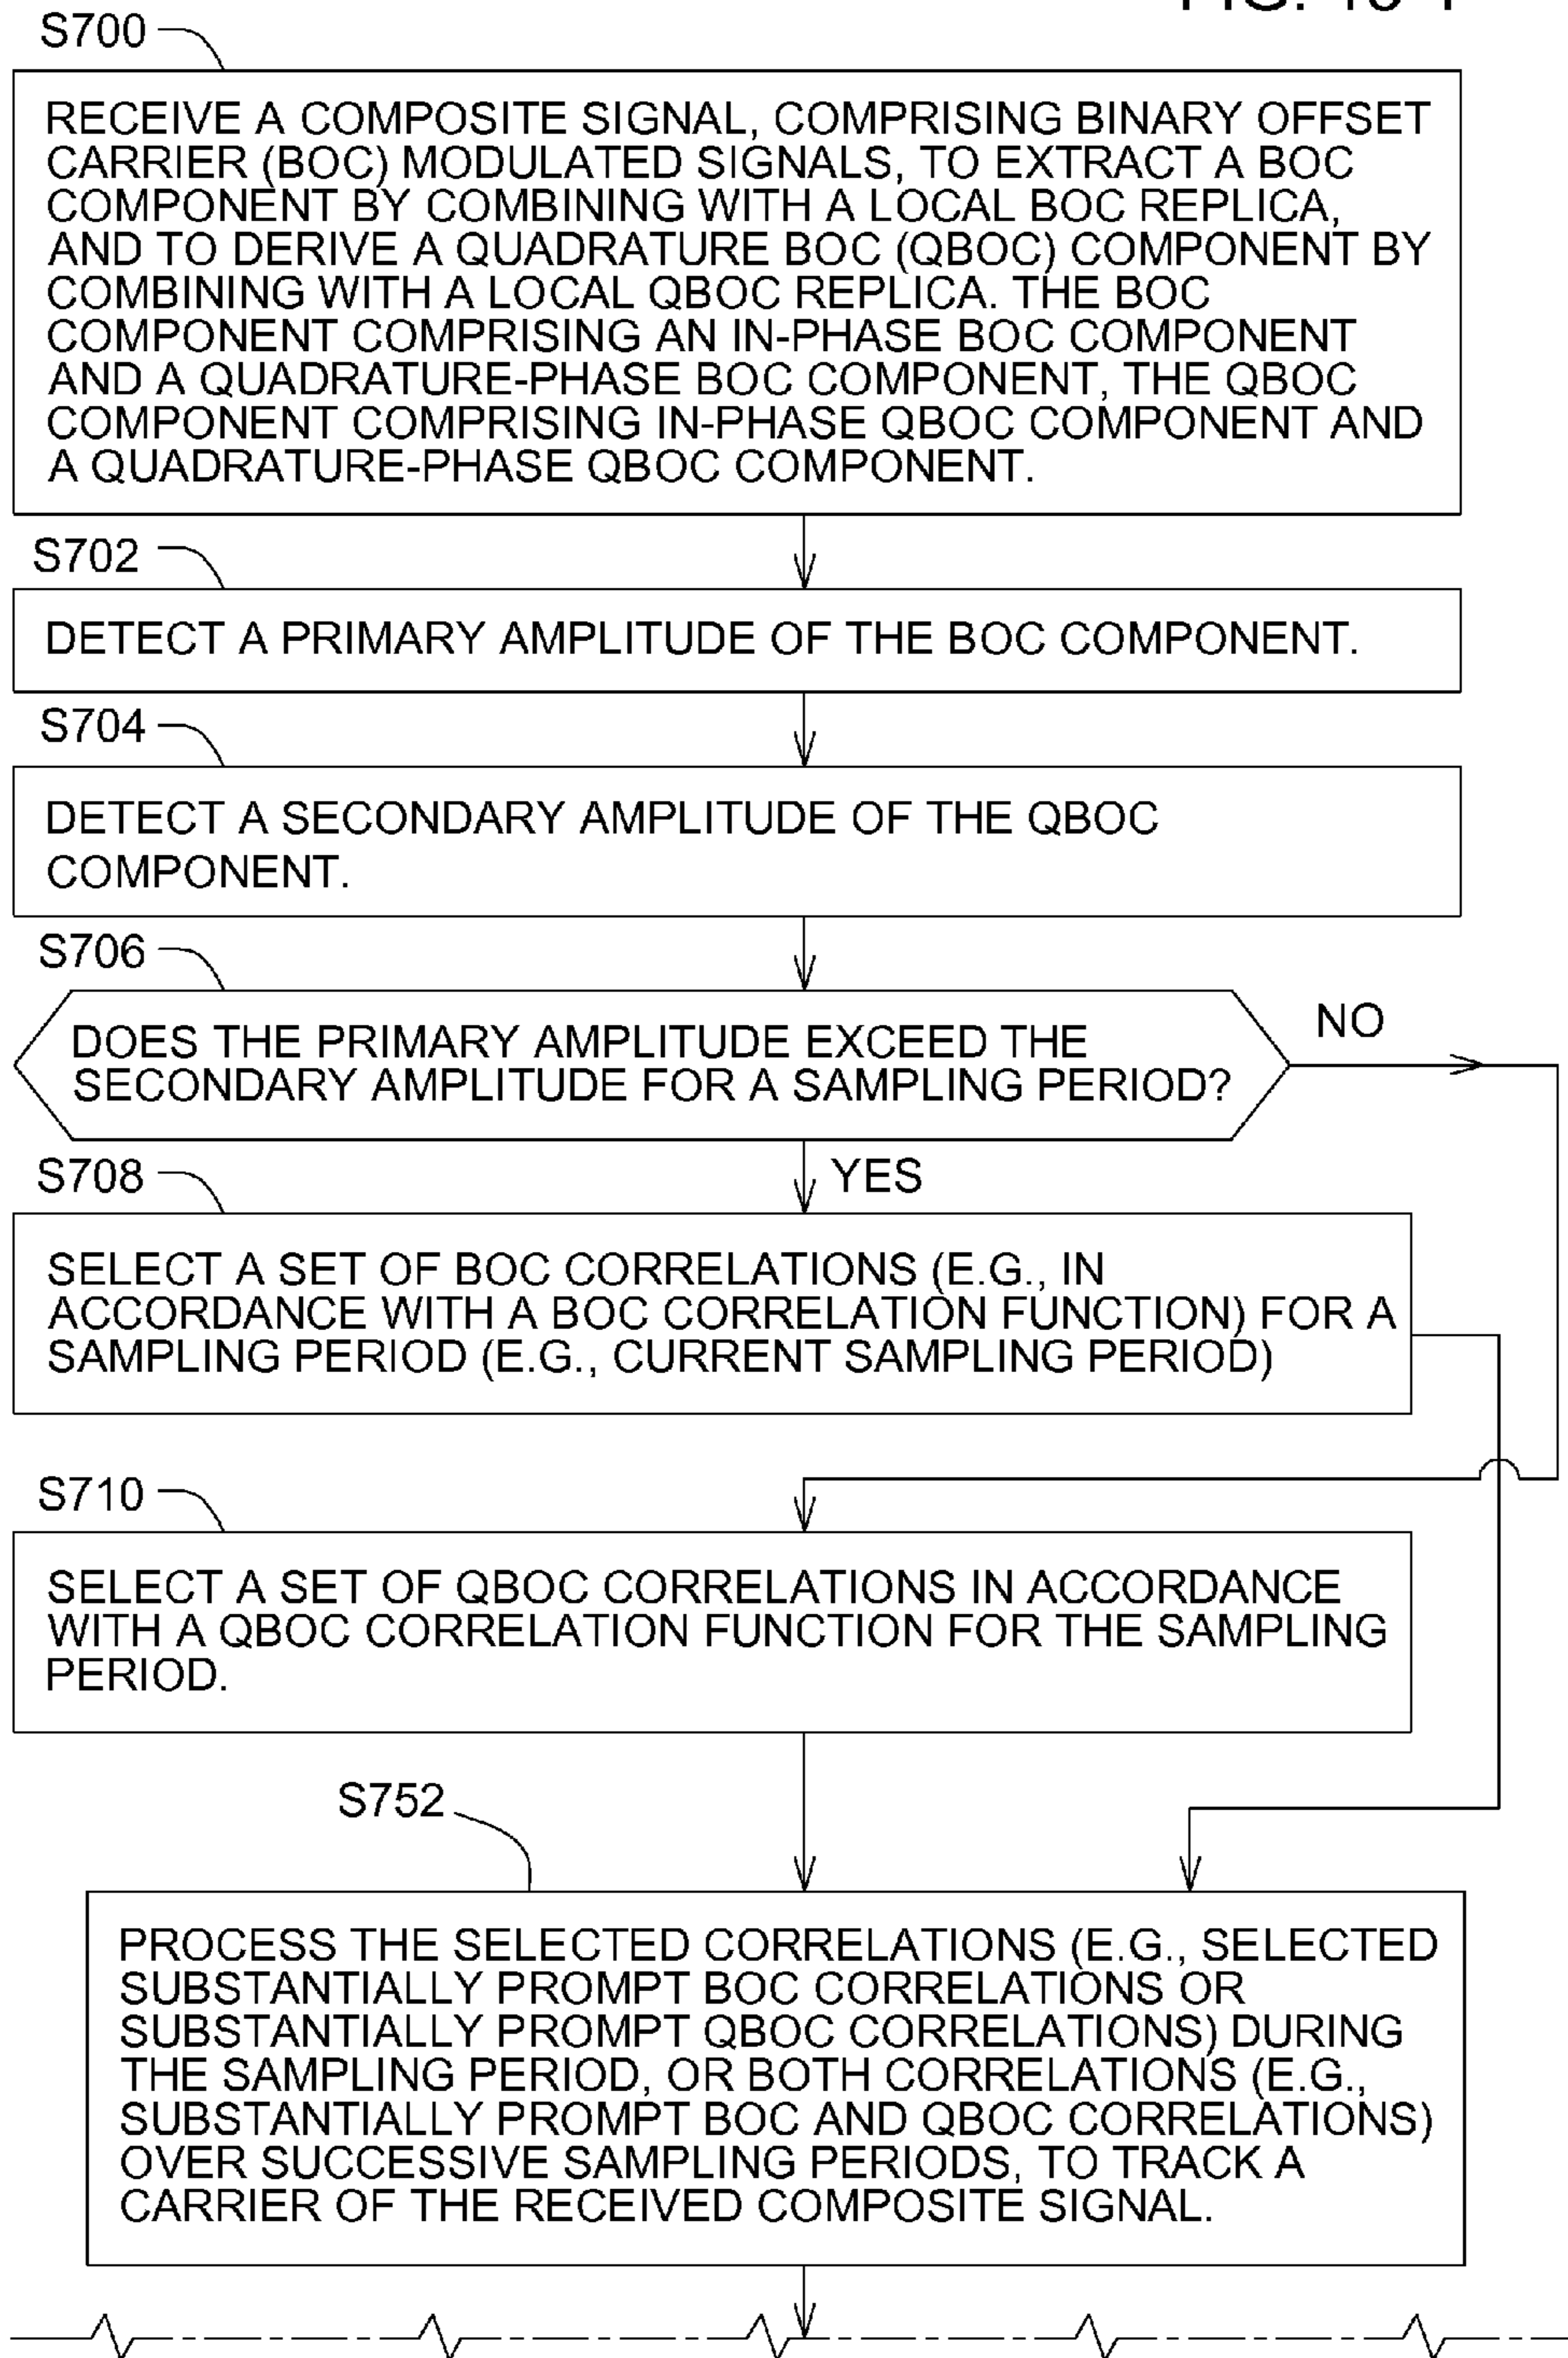 S700
RECEIVE A COMPOSITE SIGNAL, COMPRISING BINARY OFFSET
CARRIER (BOC) MODULATED SIGNALS, TO EXTRACT A BOC
COMPONENT BY COMBINING WITH A LOCAL BOC REPLICA,
AND TO DERIVE A QUADRATURE BOC (QBOC) COMPONENT BY
COMBINING WITH A LOCAL QBOC REPLICA. THE BOC
COMPONENT COMPRISING AN IN-PHASE BOC COMPONENT
AND A QUADRATURE-PHASE BOC COMPONENT, THE QBOC
COMPONENT COMPRISING IN-PHASE QBOC COMPONENT AND
A QUADRATURE-PHASE QBOC COMPONENT.
S702
DETECT A PRIMARY AMPLITUDE OF THE BOC COMPONENT.
S704
DETECT A SECONDARY AMPLITUDE OF THE QBOC
COMPONENT.
S706
DOES THE PRIMARY AMPLITUDE EXCEED THE
SECONDARY AMPLITUDE FOR A SAMPLING PERIOD?
NO
YES
S708
SELECT A SET OF BOC CORRELATIONS (E.G., IN
ACCORDANCE WITH A BOC CORRELATION FUNCTION) FOR A
SAMPLING PERIOD (E.G., CURRENT SAMPLING PERIOD)
S710
SELECT A SET OF QBOC CORRELATIONS IN ACCORDANCE
WITH A QBOC CORRELATION FUNCTION FOR THE SAMPLING
PERIOD.
S752
PROCESS THE SELECTED CORRELATIONS (E.G., SELECTED
SUBSTANTIALLY PROMPT BOC CORRELATIONS OR
SUBSTANTIALLY PROMPT QBOC CORRELATIONS) DURING
THE SAMPLING PERIOD, OR BOTH CORRELATIONS (E.G.,
SUBSTANTIALLY PROMPT BOC AND QBOC CORRELATIONS)
OVER SUCCESSIVE SAMPLING PERIODS, TO TRACK A
CARRIER OF THE RECEIVED COMPOSITE SIGNAL.